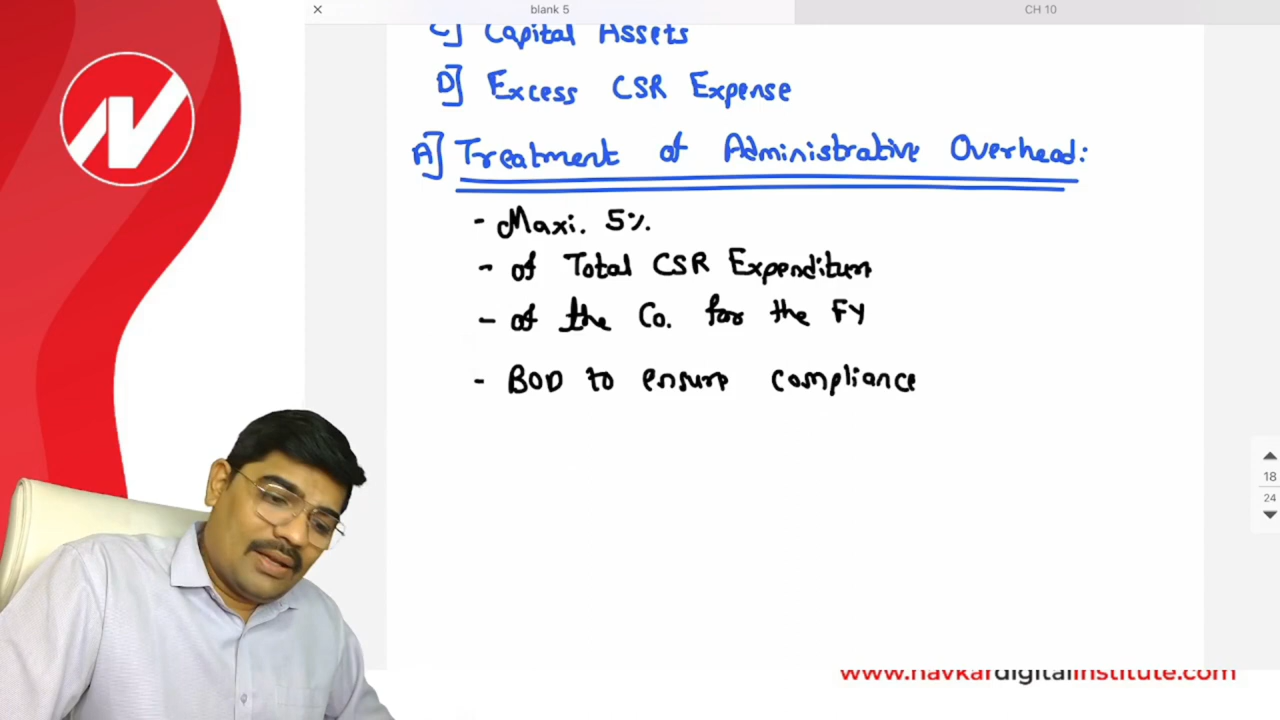 blank 5
CH 10
C] Capital Assets
D] Excess CSR Expense
A] Treatment of Administrative Overhead:
- Maxi. 5%.
- of Total CSR Expenditure
- of the Co. for the FY
- BOD to ensure compliance
18
24
www.navkardigitalinstitute.com